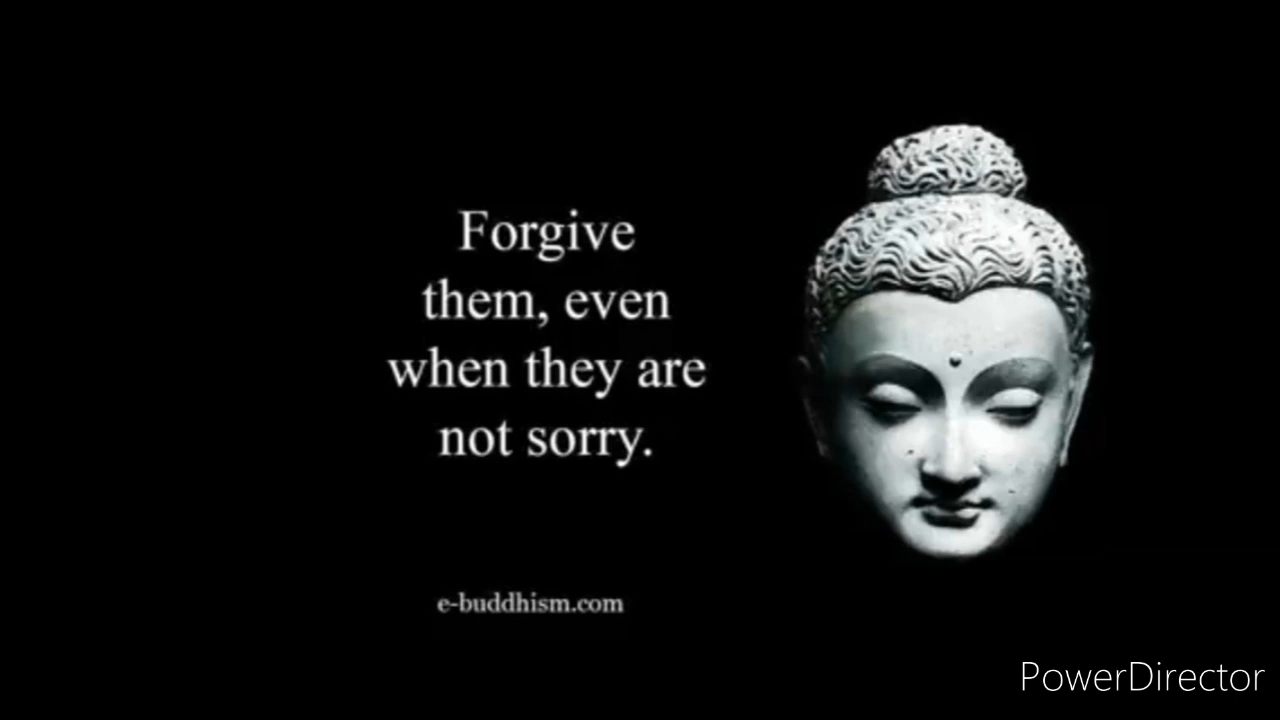 Forgive
them, even
when they are
not sorry.
e-buddhism.com
PowerDirector